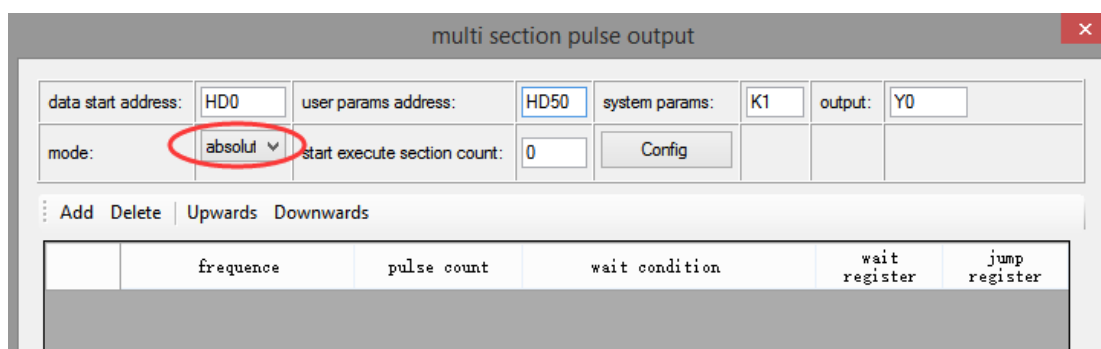 multi section pulse output
data start address: HD0 user params address: HD50 system params: K1 output: Y0
mode: absolut start execute section count: 0 Config
Add Delete Upwards Downwards
frequence pulse count wait condition wait register jump register